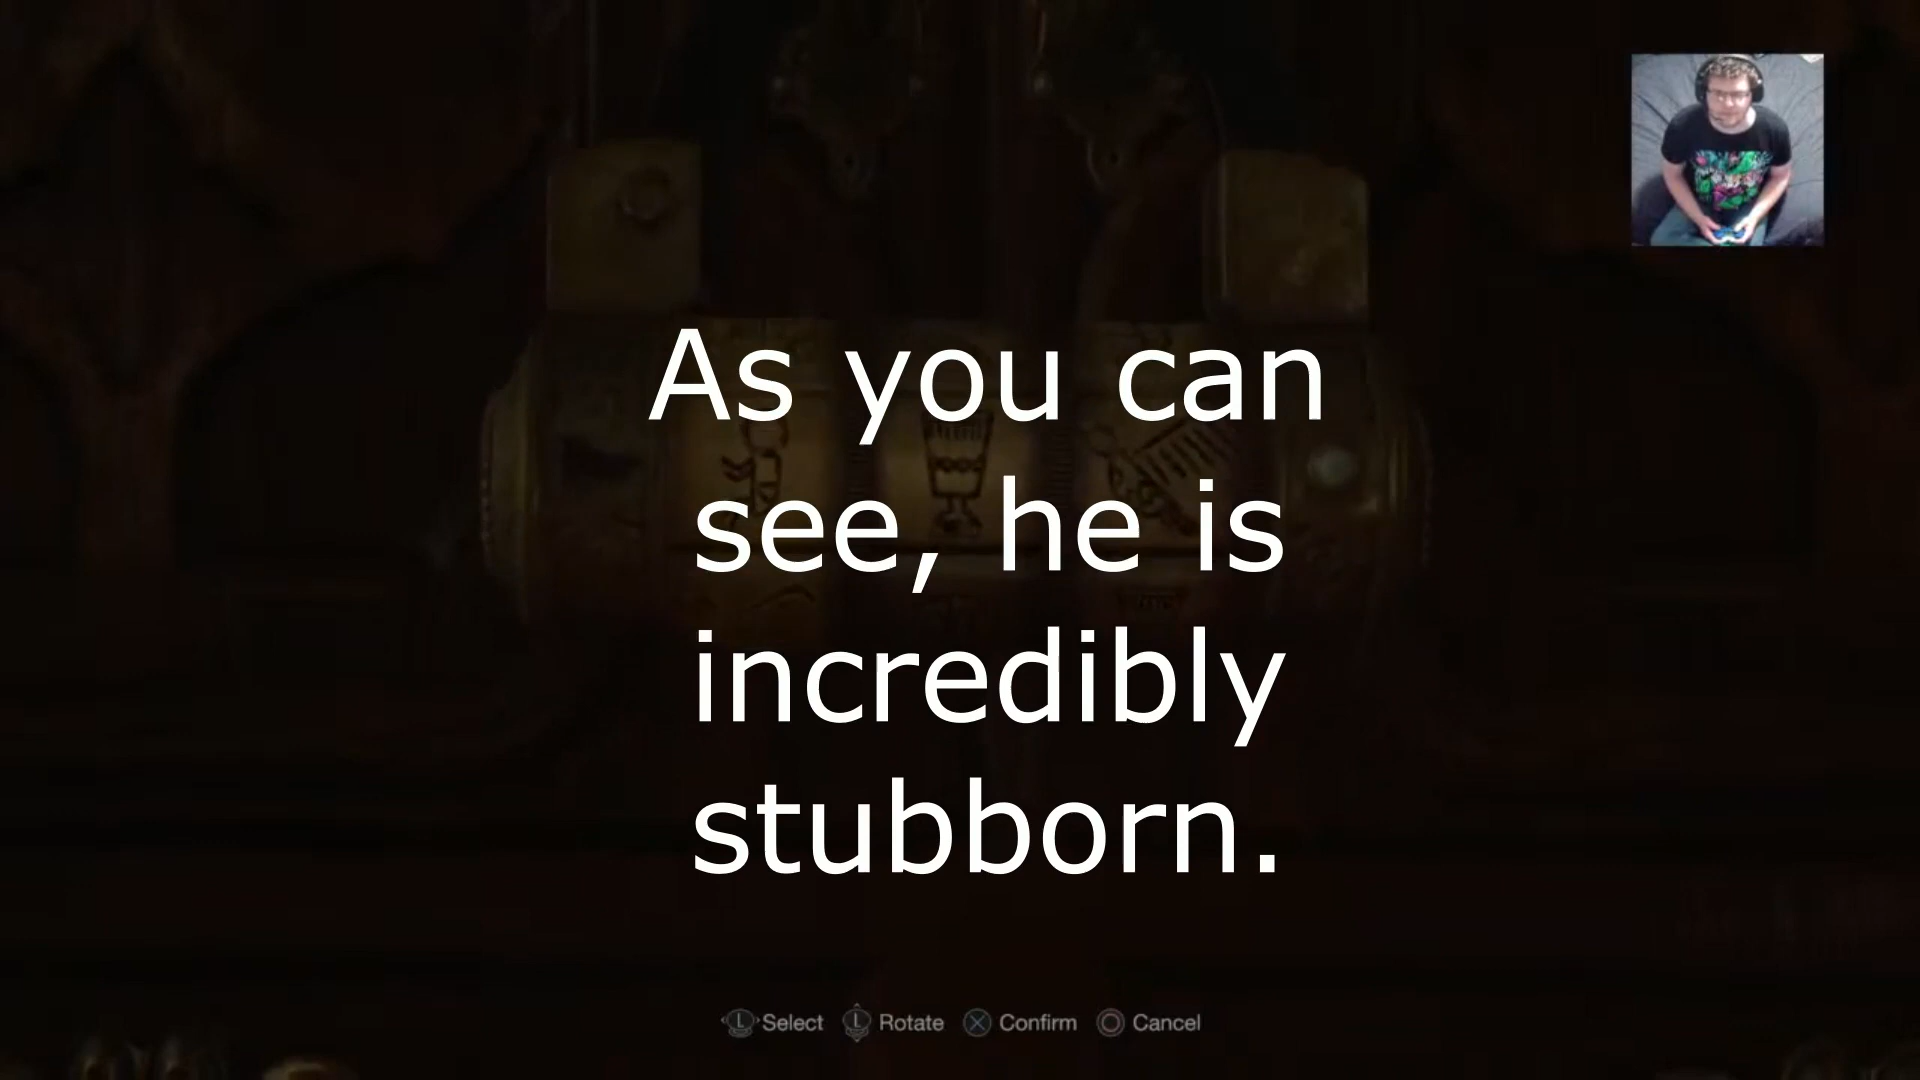 As you can
see, he is
incredibly
stubborn.
L Select L Rotate Confirm Cancel